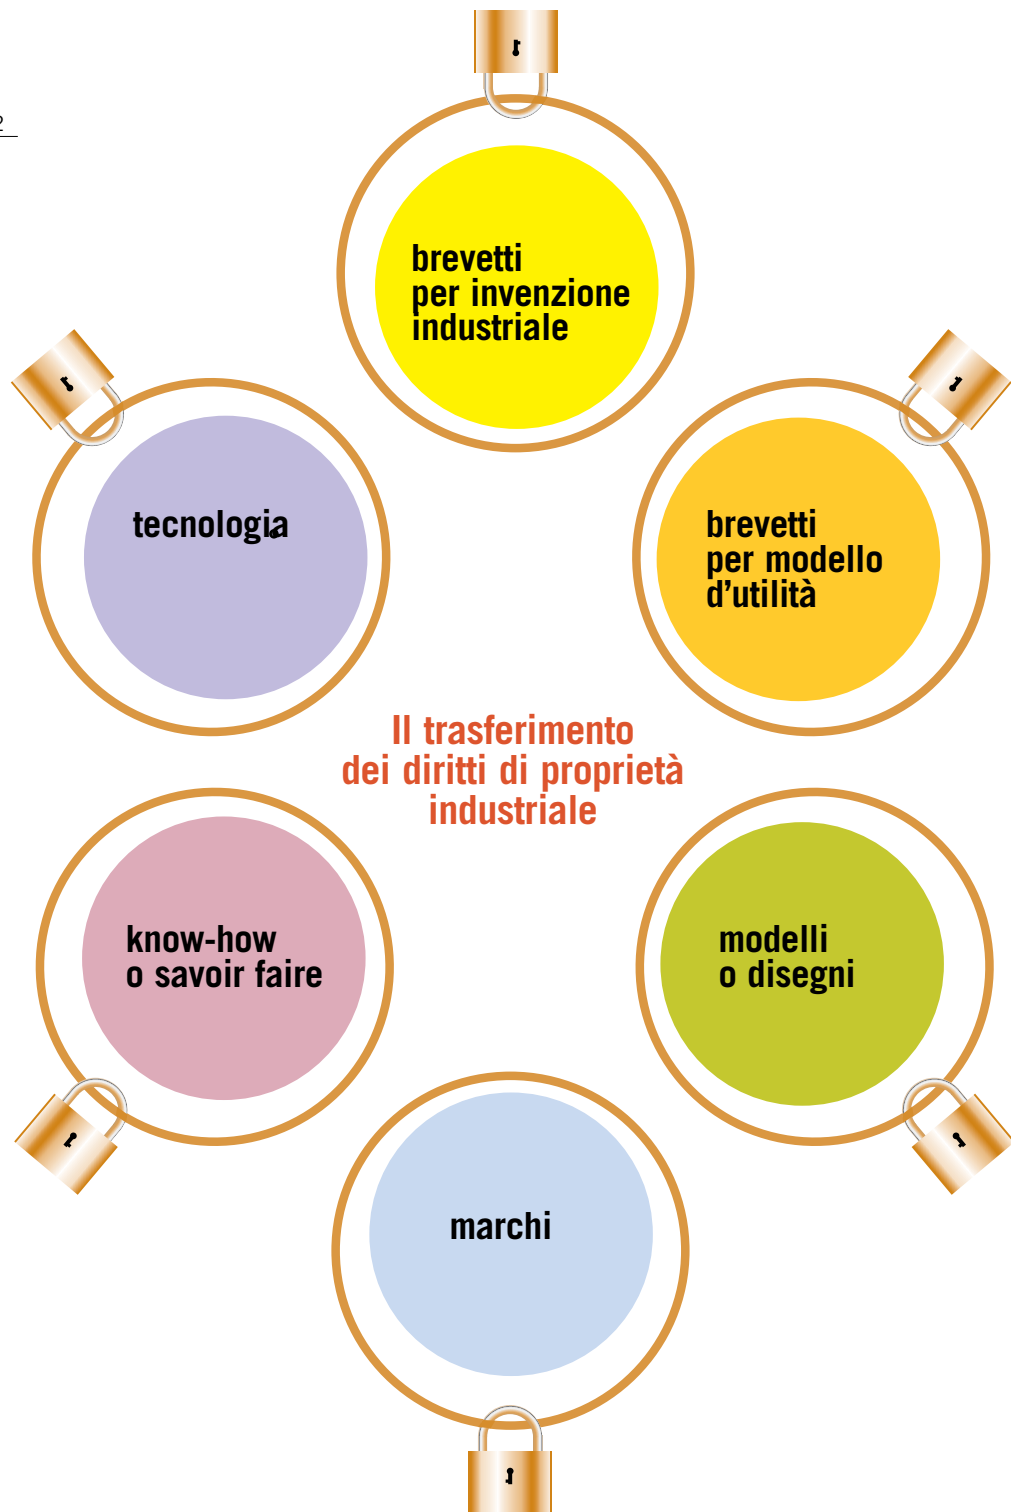 2
brevetti
per invenzione
industriale
tecnologia
brevetti
per modello
d'utilità
Il trasferimento
dei diritti di proprietà
industriale
know-how
o savoir faire
modelli
o disegni
marchi